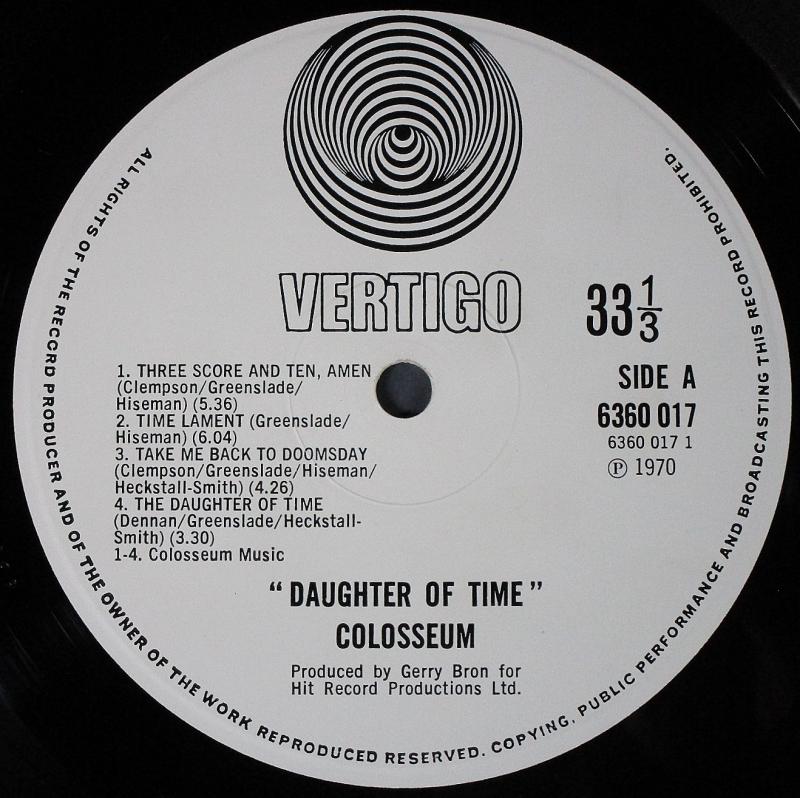 VERTIGO
33 1/3
SIDE A
6360 017
6360 017 1
Ⓟ 1970
1. THREE SCORE AND TEN, AMEN
(Clempson/Greenslade/
Hiseman) (5.36)
2. TIME LAMENT (Greenslade/
Hiseman) (6.04)
3. TAKE ME BACK TO DOOMSDAY
(Clempson/Greenslade/Hiseman/
Heckstall-Smith) (4.26)
4. THE DAUGHTER OF TIME
(Dennan/Greenslade/Heckstall-
Smith) (3.30)
1-4. Colosseum Music
"DAUGHTER OF TIME"
COLOSSEUM
Produced by Gerry Bron for
Hit Record Productions Ltd.
ALL RIGHTS OF THE RECORD PRODUCER AND OF THE OWNER OF THE WORK REPRODUCED RESERVED. COPYING, PUBLIC PERFORMANCE AND BROADCASTING THIS RECORD PROHIBITED.